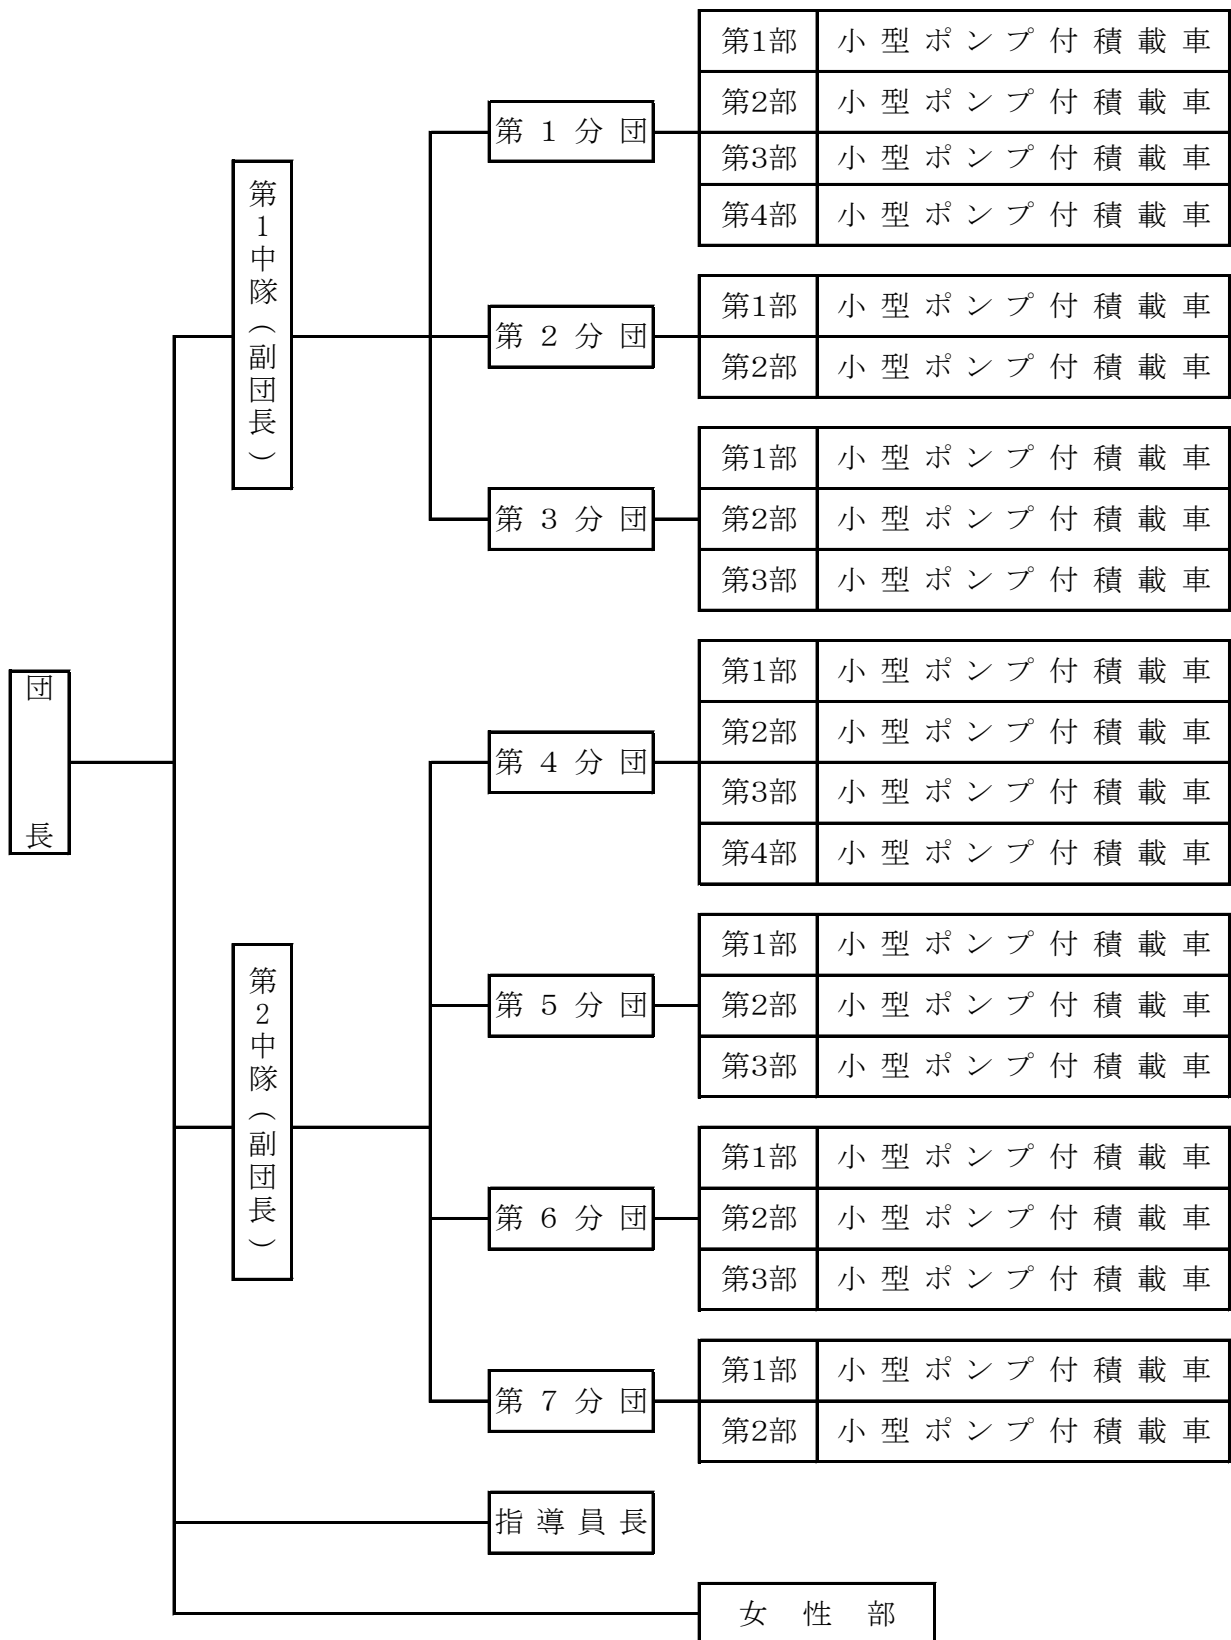 団長
第1中隊（副団長）
第1分団
第1部 小型ポンプ付積載車
第2部 小型ポンプ付積載車
第3部 小型ポンプ付積載車
第4部 小型ポンプ付積載車
第2分団
第1部 小型ポンプ付積載車
第2部 小型ポンプ付積載車
第3分団
第1部 小型ポンプ付積載車
第2部 小型ポンプ付積載車
第3部 小型ポンプ付積載車
第2中隊（副団長）
第4分団
第1部 小型ポンプ付積載車
第2部 小型ポンプ付積載車
第3部 小型ポンプ付積載車
第4部 小型ポンプ付積載車
第5分団
第1部 小型ポンプ付積載車
第2部 小型ポンプ付積載車
第3部 小型ポンプ付積載車
第6分団
第1部 小型ポンプ付積載車
第2部 小型ポンプ付積載車
第3部 小型ポンプ付積載車
第7分団
第1部 小型ポンプ付積載車
第2部 小型ポンプ付積載車
指導員長
女性部